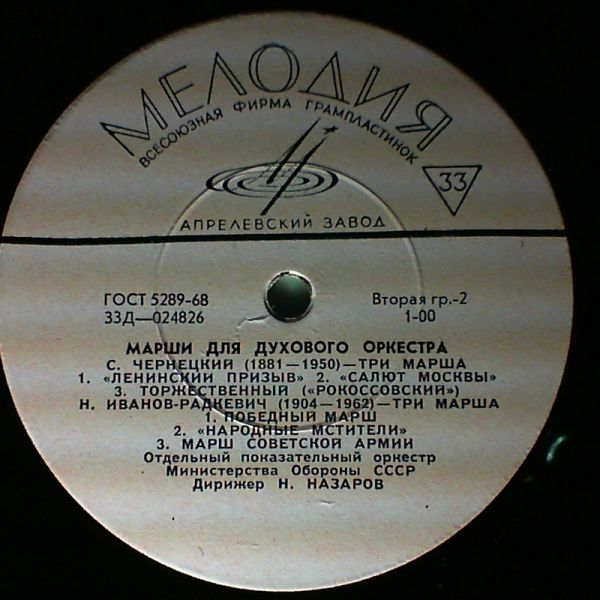 МЕЛОДИЯ
ВСЕСОЮЗНАЯ ФИРМА ГРАМПЛАСТИНОК
33
АПРЕЛЕВСКИЙ ЗАВОД
ГОСТ 5289-68 Вторая гр.-2
33Д—024826 1-00
МАРШИ ДЛЯ ДУХОВОГО ОРКЕСТРА
С. ЧЕРНЕЦКИЙ (1881—1950)—ТРИ МАРША
1. «ЛЕНИНСКИЙ ПРИЗЫВ» 2. «САЛЮТ МОСКВЫ»
3. ТОРЖЕСТВЕННЫЙ («РОКОССОВСКИЙ»)
Н. ИВАНОВ-РАДКЕВИЧ (1904—1962)—ТРИ МАРША
1. ПОБЕДНЫЙ МАРШ
2. «НАРОДНЫЕ МСТИТЕЛИ»
3. МАРШ СОВЕТСКОЙ АРМИИ
Отдельный показательный оркестр
Министерства Обороны СССР
Дирижер Н. НАЗАРОВ